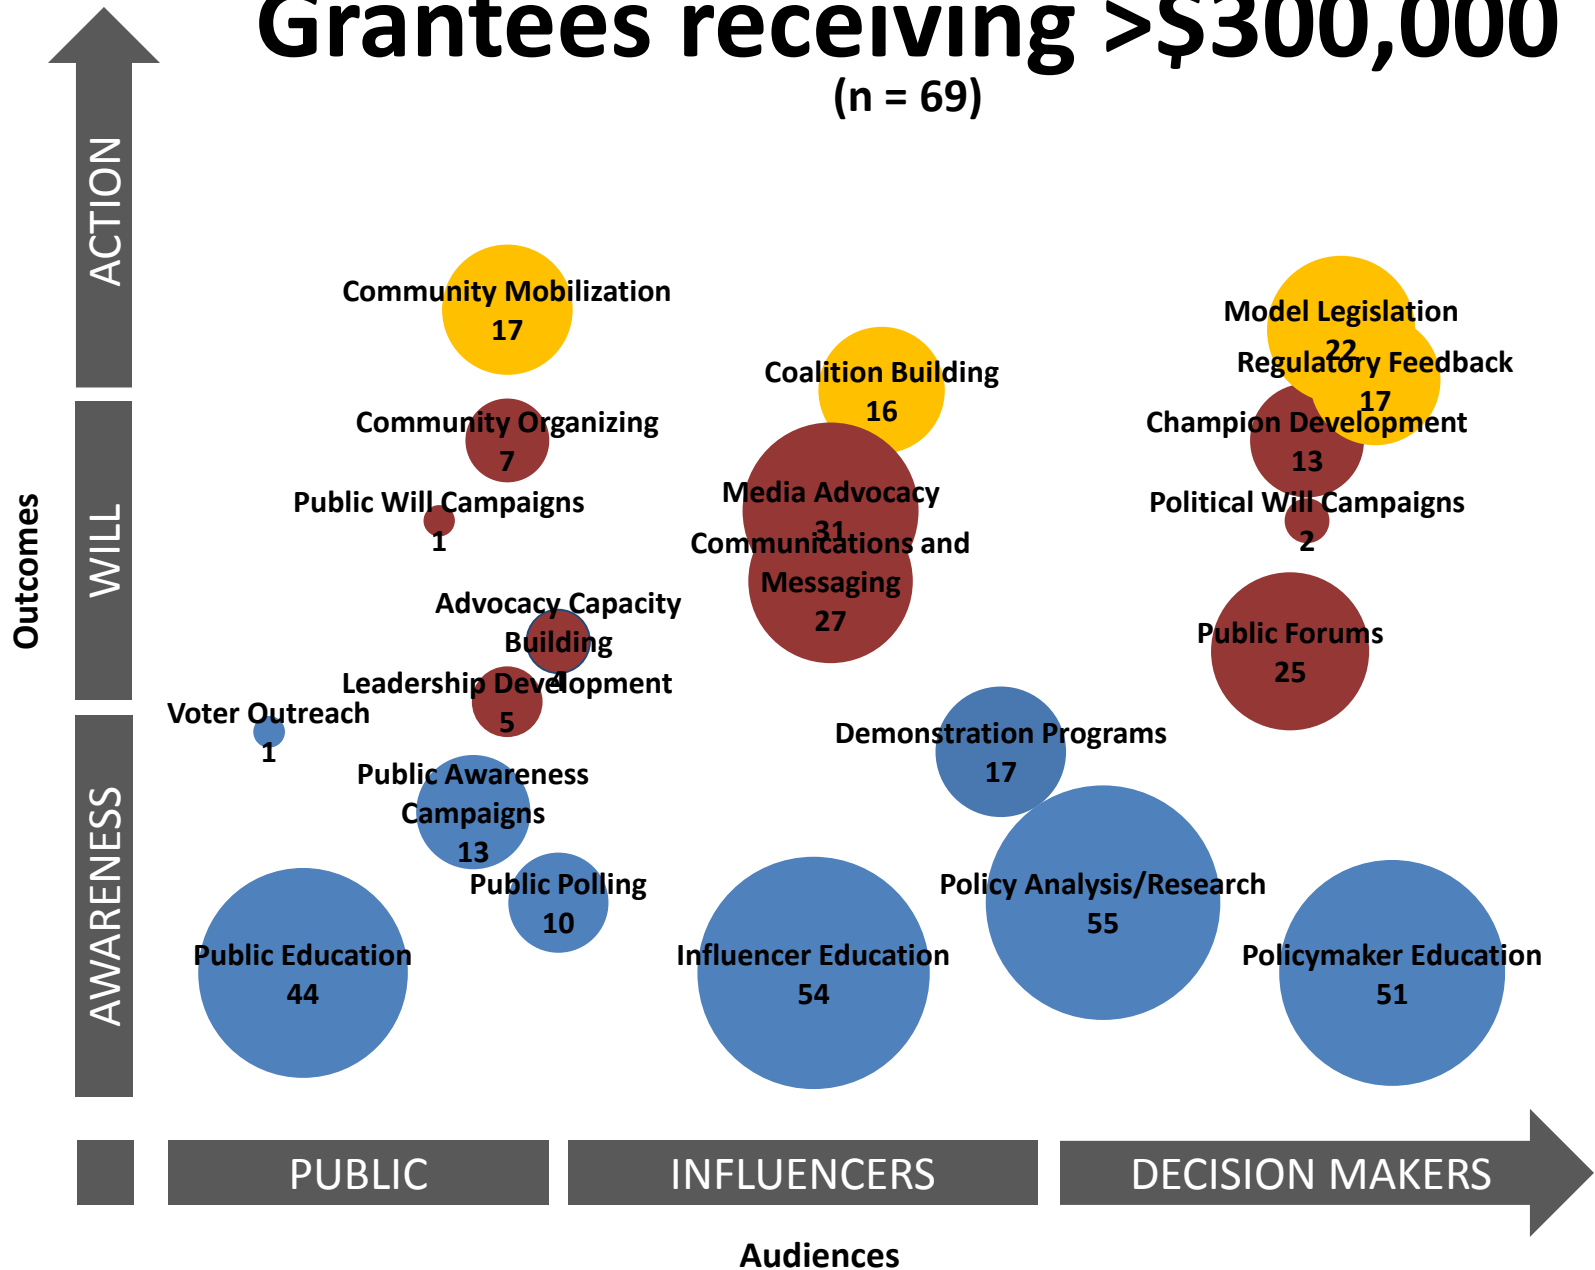 Grantees receiving >$300,000
(n = 69)
ACTION
WILL
AWARENESS
Outcomes
Community Mobilization
17
Model Legislation
22
Regulatory Feedback
17
Coalition Building
16
Community Organizing
7
Champion Development
13
Public Will Campaigns
1
Media Advocacy
31
Political Will Campaigns
2
Communications and
Messaging
27
Advocacy Capacity
Building
4
Public Forums
25
Leadership Development
5
Voter Outreach
1
Demonstration Programs
17
Public Awareness
Campaigns
13
Public Polling
10
Policy Analysis/Research
55
Public Education
44
Influencer Education
54
Policymaker Education
51
PUBLIC
INFLUENCERS
DECISION MAKERS
Audiences